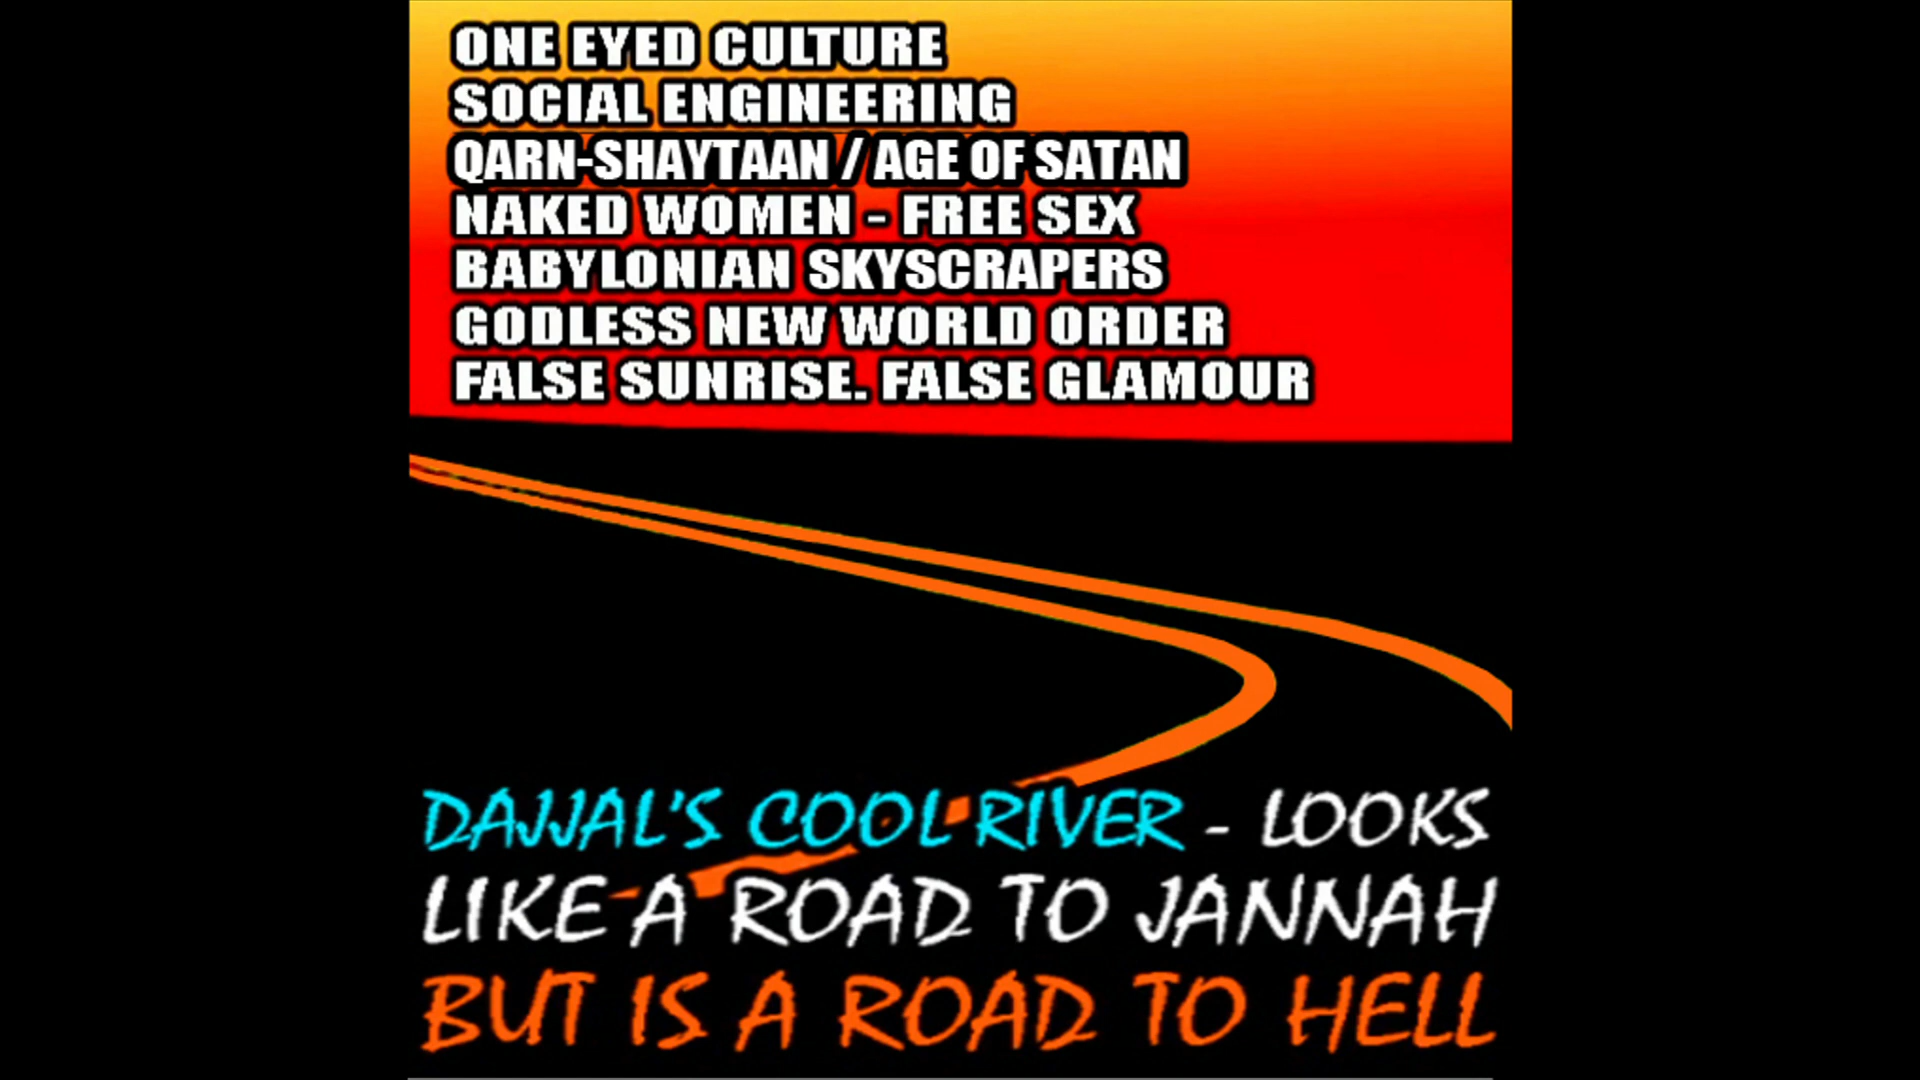 ONE EYED CULTURE
SOCIAL ENGINEERING
QARN-SHAYTAAN / AGE OF SATAN
NAKED WOMEN - FREE SEX
BABYLONIAN SKYSCRAPERS
GODLESS NEW WORLD ORDER
FALSE SUNRISE. FALSE GLAMOUR
DAJJAL'S COOL RIVER - LOOKS
LIKE A ROAD TO JANNAH
BUT IS A ROAD TO HELL